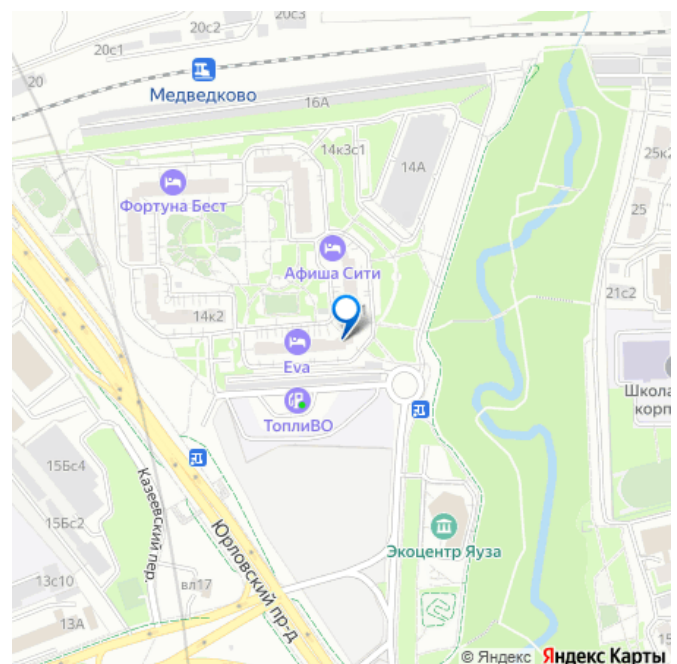 20с3
20с2
20с1
20
Медведково
16А
14к3с1
14А
25к2
Фортуна Бест
25
Афиша Сити
21с2
14к2
Eva
Школа
корп
ТоплиВО
15Бс4
Казеевский пер.
15Бс2
Экоцентр Яуза
Юрловский пр-д
13с10
вл17
13А
15
© Яндекс Яндекс Карты